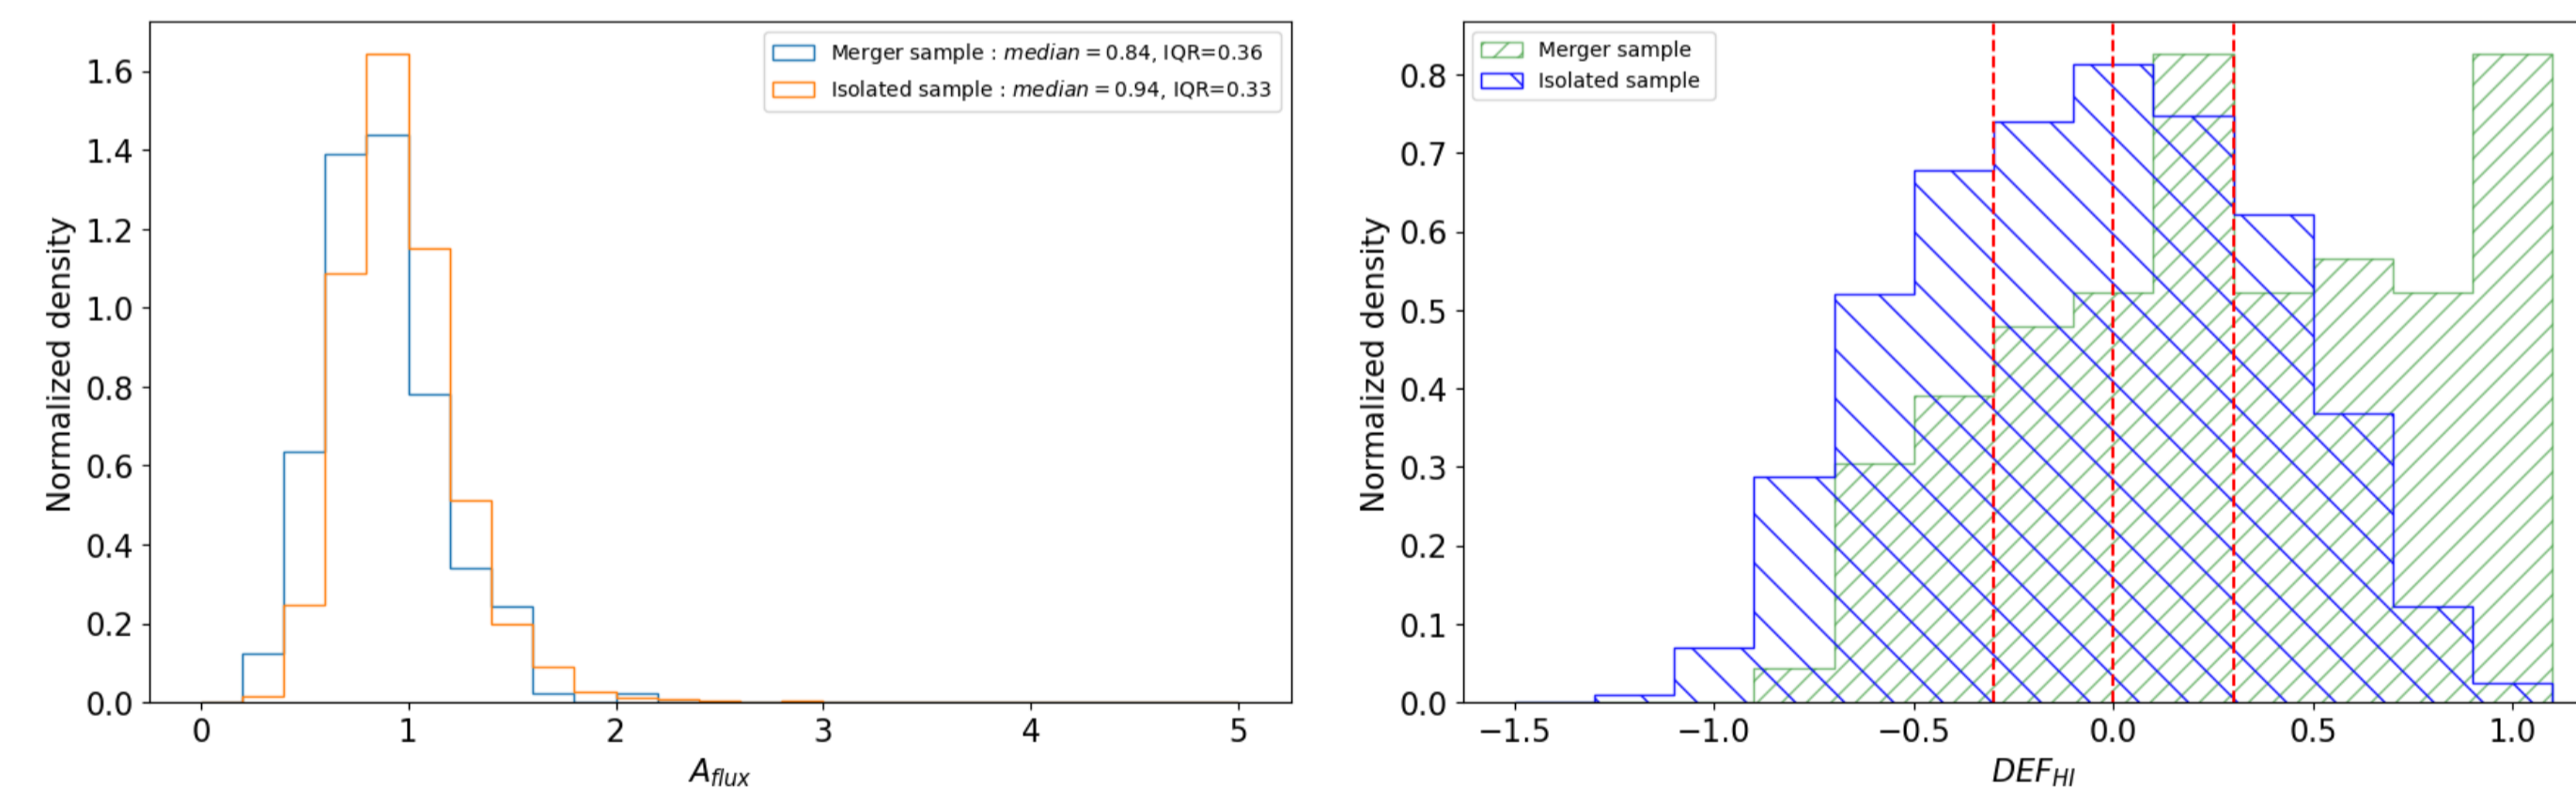 Normalized density
1.6
1.4
1.2
1.0
0.8
0.6
0.4
0.2
0.0
Merger sample : median = 0.84, IQR=0.36
Isolated sample : median = 0.94, IQR=0.33
0 1 2 3 4 5
A_flux
Normalized density
0.8
0.7
0.6
0.5
0.4
0.3
0.2
0.1
0.0
Merger sample
Isolated sample
−1.5 −1.0 −0.5 0.0 0.5 1.0
DEF_HI